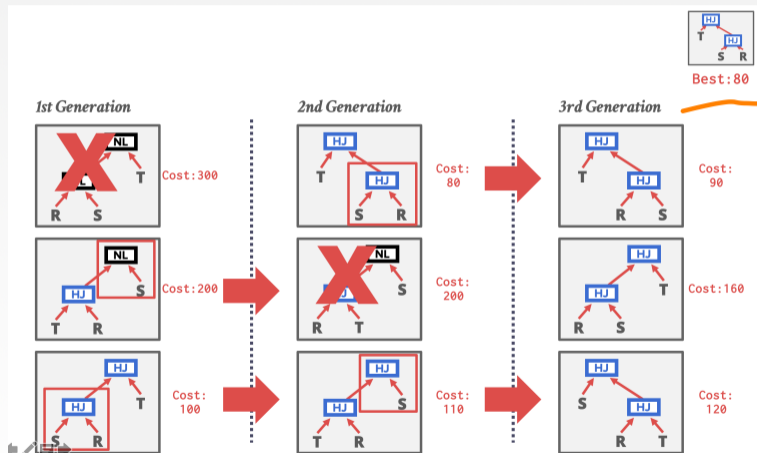 HJ
T
HJ
S R
Best:80
1st Generation
2nd Generation
3rd Generation
NL
T
R S
Cost:300
HJ
T
HJ
S R
Cost:
80
HJ
T
HJ
R S
Cost:
90
NL
HJ
S
T R
Cost:200
NL
HJ
S
R T
Cost:
200
HJ
HJ
T
R S
Cost:160
HJ
HJ
T
S R
Cost:
100
HJ
HJ
S
T R
Cost:
110
HJ
S
HJ
R T
Cost:
120